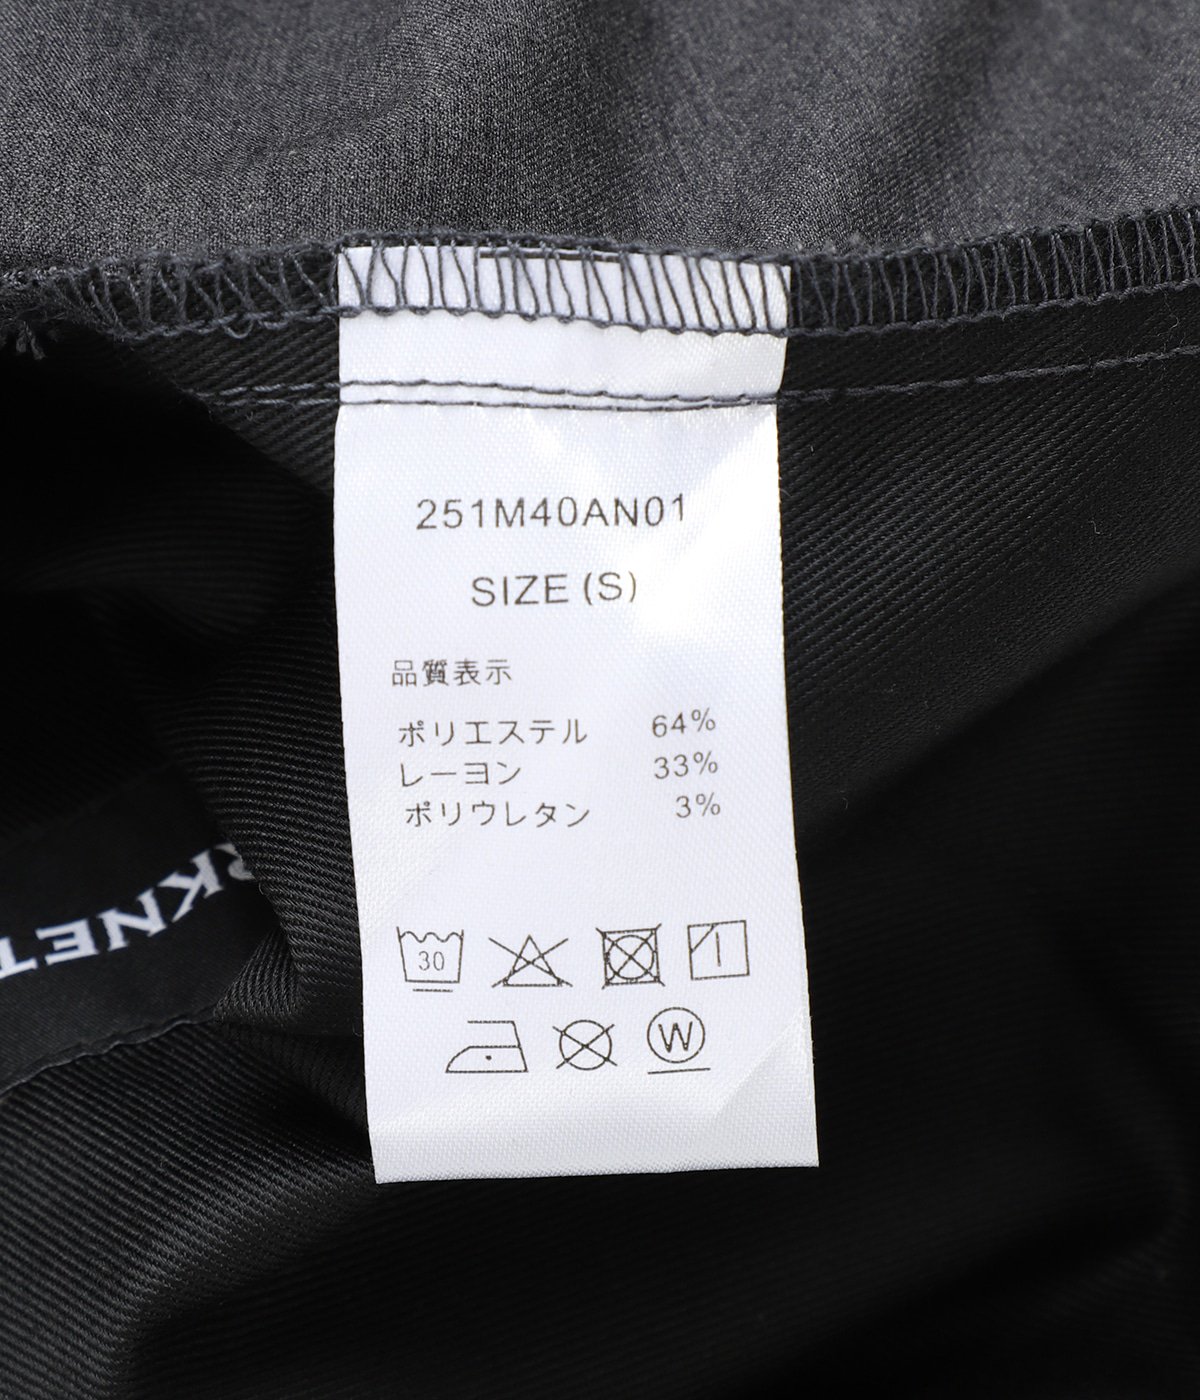 251M40AN01
SIZE (S)
品質表示
ポリエステル 64%
レーヨン 33%
ポリウレタン 3%
30
W